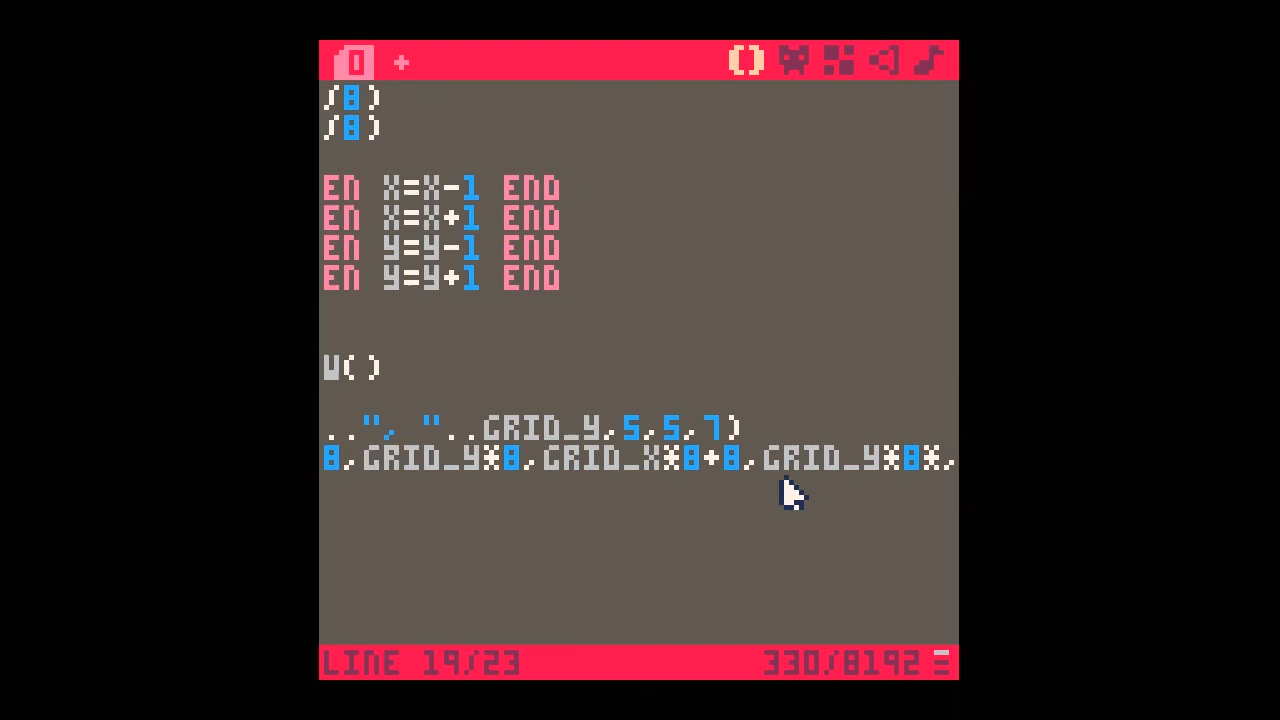 0 +
/8)
/8)
EN X=X-1 END
EN X=X+1 END
EN Y=Y-1 END
EN Y=Y+1 END
W()
..", "..GRID_Y,5,5,7)
8,GRID_Y*8,GRID_X*8+8,GRID_Y*8*,
LINE 19/23 330/8192